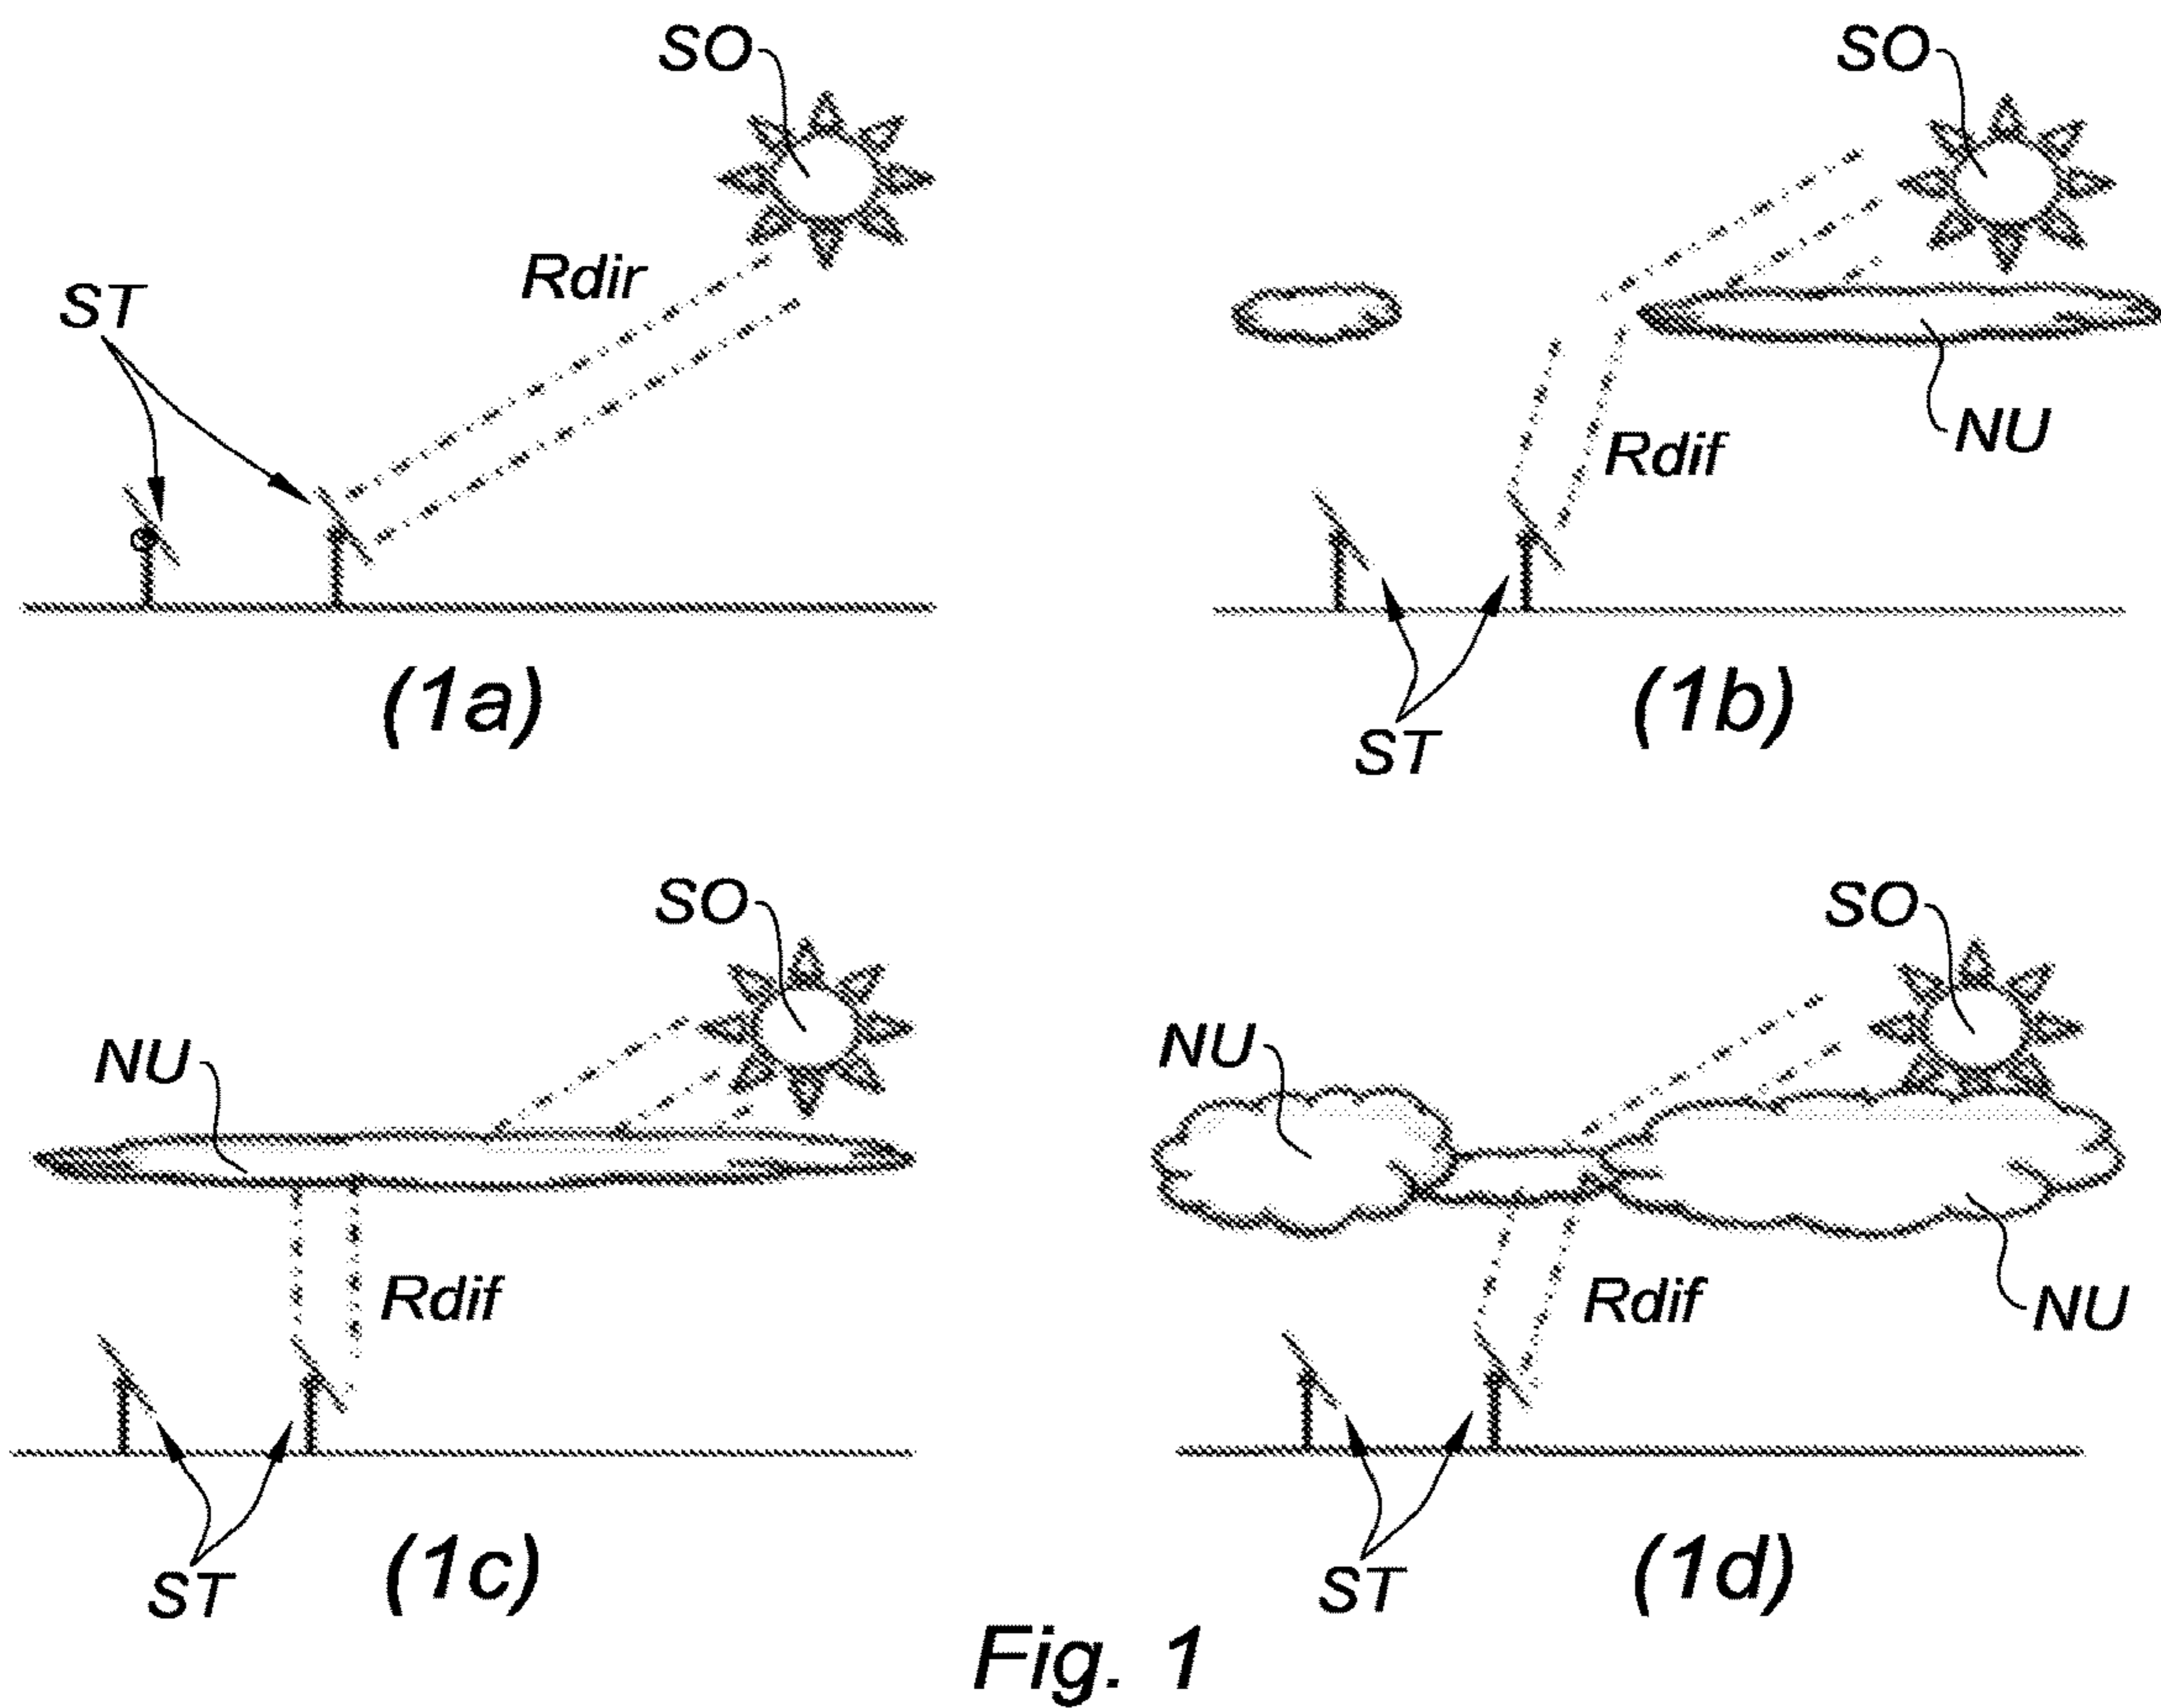 SO
Rdir
ST
(1a)
SO
NU
Rdif
ST
(1b)
SO
NU
Rdif
ST
(1c)
SO
NU
Rdif
NU
ST
(1d)
Fig. 1